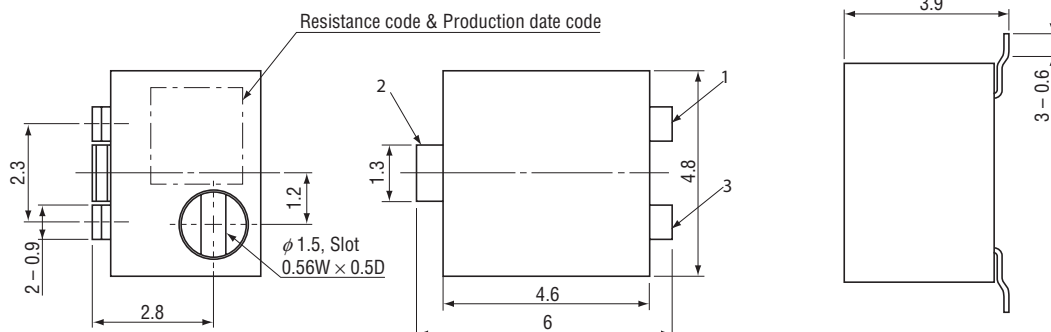 Resistance code & Production date code
3.9
3 – 0.6
2
1
2.3
1.3
4.8
1.2
3
2 – 0.9
φ 1.5, Slot
0.56W × 0.5D
2.8
4.6
6